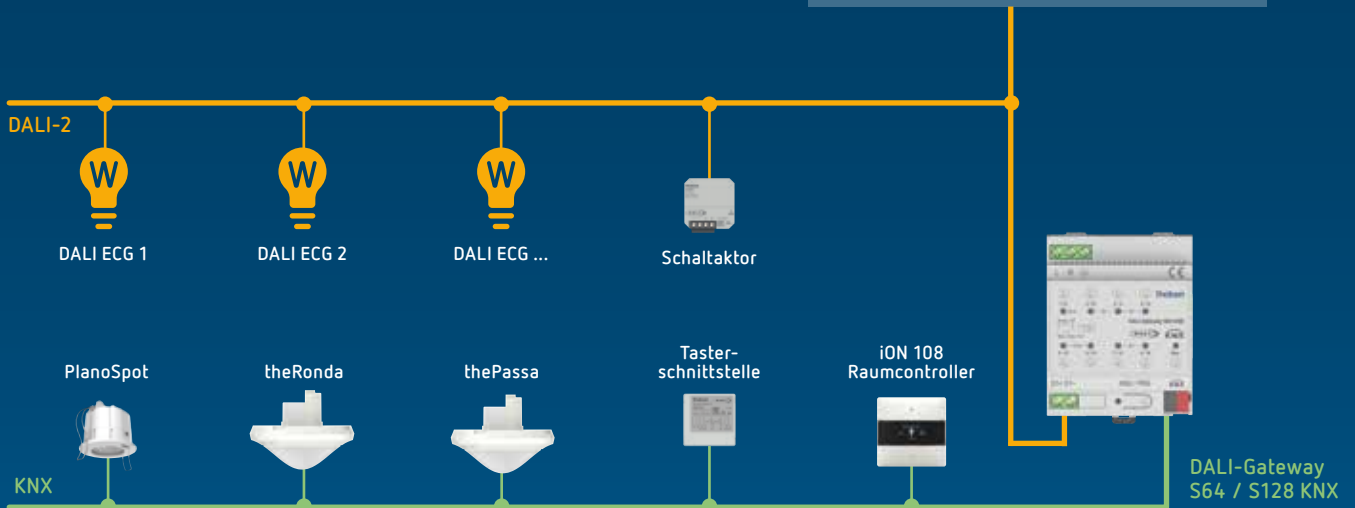 DALI-2
W
W
W
DALI ECG 1
DALI ECG 2
DALI ECG ...
Schaltaktor
PlanoSpot
theRonda
thePassa
Taster-
schnittstelle
iON 108
Raumcontroller
CE
KNX
DALI-Gateway
S64 / S128 KNX